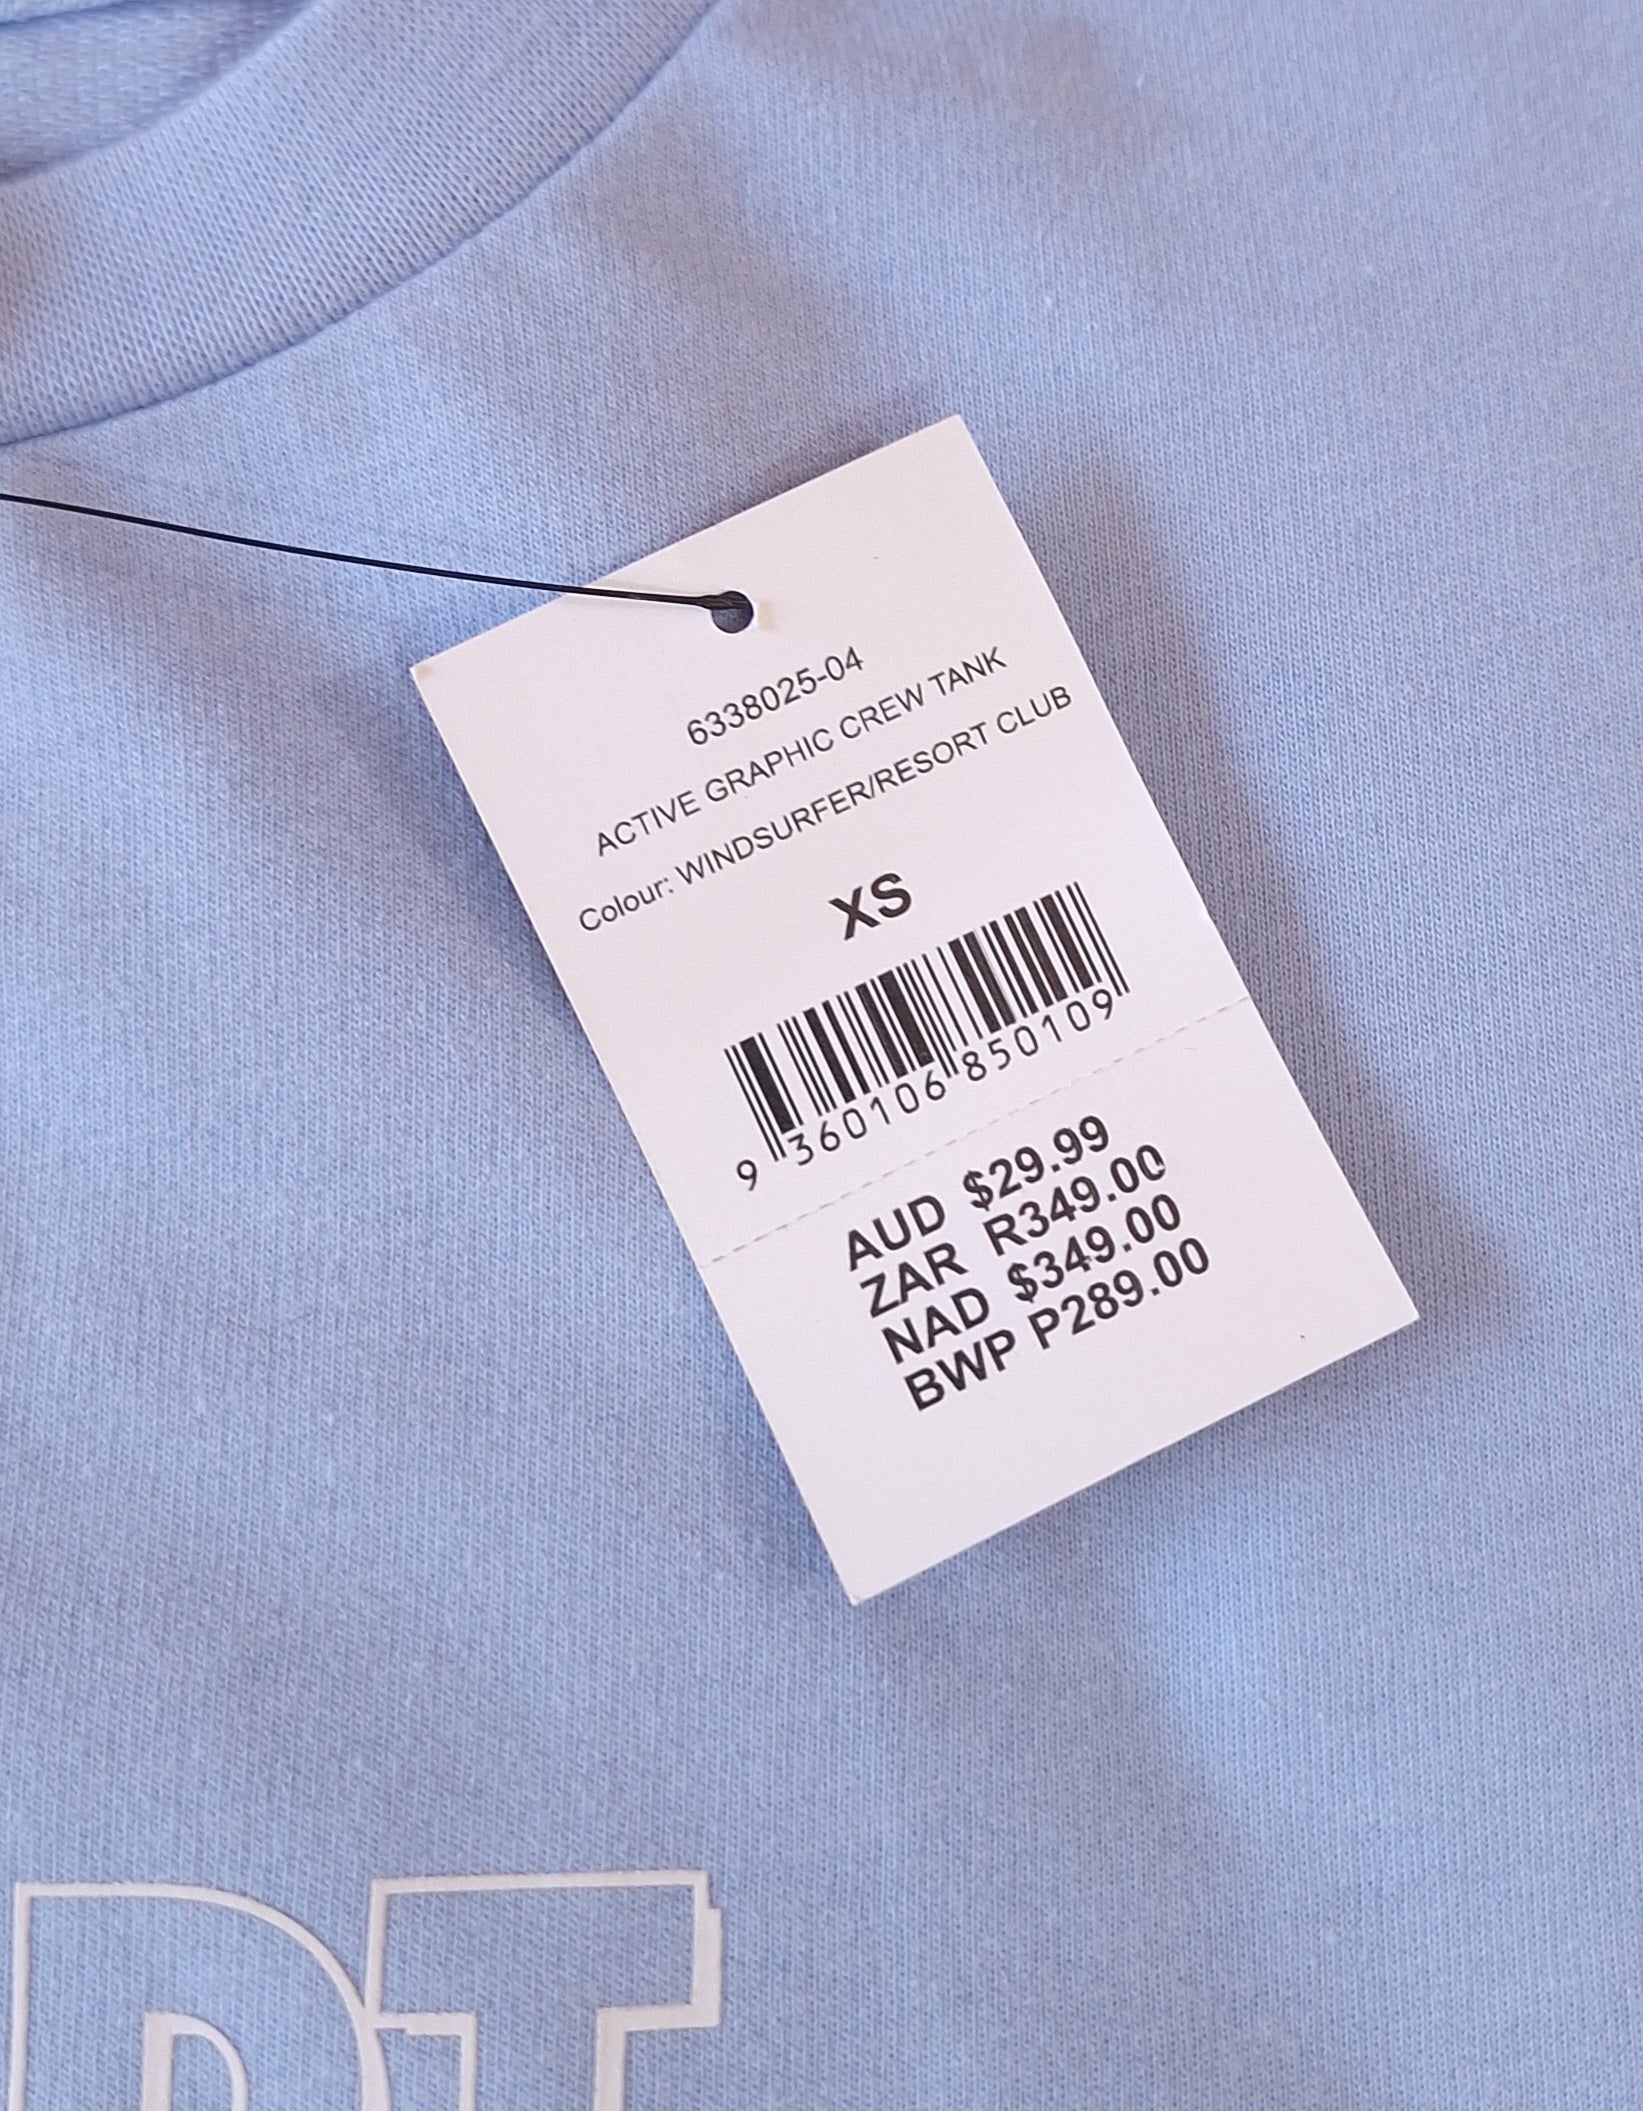 6338025-04
ACTIVE GRAPHIC CREW TANK
Colour: WINDSURFER/RESORT CLUB
XS
9 360106 850109
AUD $29.99
ZAR R349.00
NAD $349.00
BWP P289.00
RT